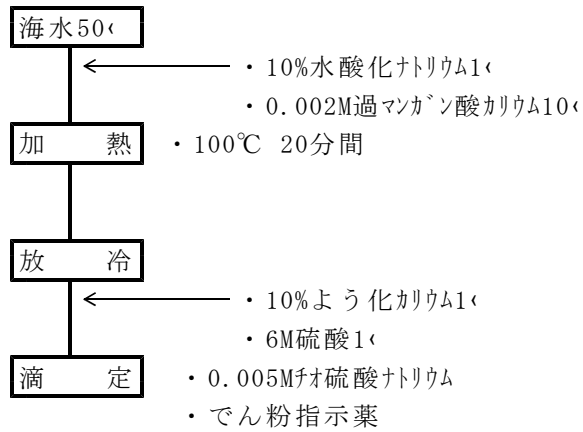 海水50
・10%水酸化ナトリウム1
・0.002M過マンガン酸カリウム10
加　熱 ・100℃ 20分間
放　冷
・10%よう化カリウム1
・6M硫酸1
滴　定 ・0.005Mチオ硫酸ナトリウム
・でん粉指示薬